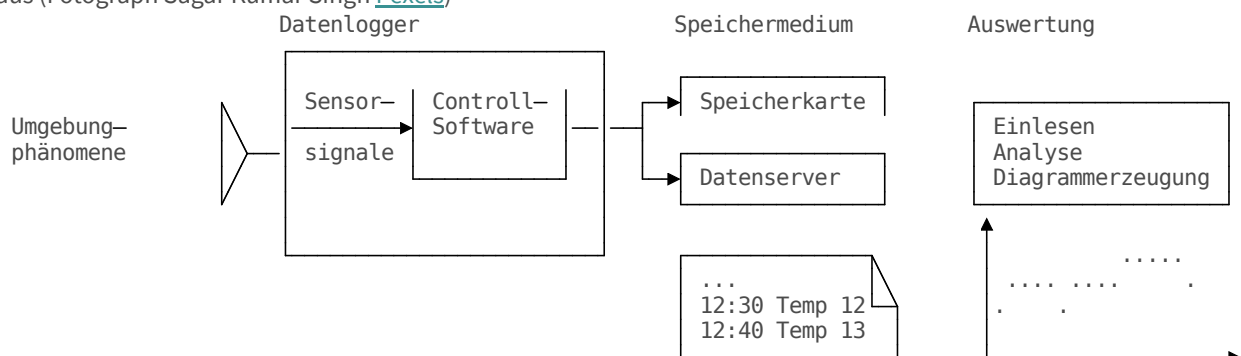 aus (Fotograph Sagar Kumar Singh Pexels)
Datenlogger Speichermedium Auswertung
Sensor–
signale
Controll–
Software
Umgebung–
phänomene
Speicherkarte
Datenserver
Einlesen
Analyse
Diagrammerzeugung
...
12:30 Temp 12
12:40 Temp 13